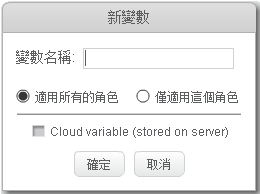 新變數
變數名稱:
適用所有的角色 僅適用這個角色
Cloud variable (stored on server)
確定 取消